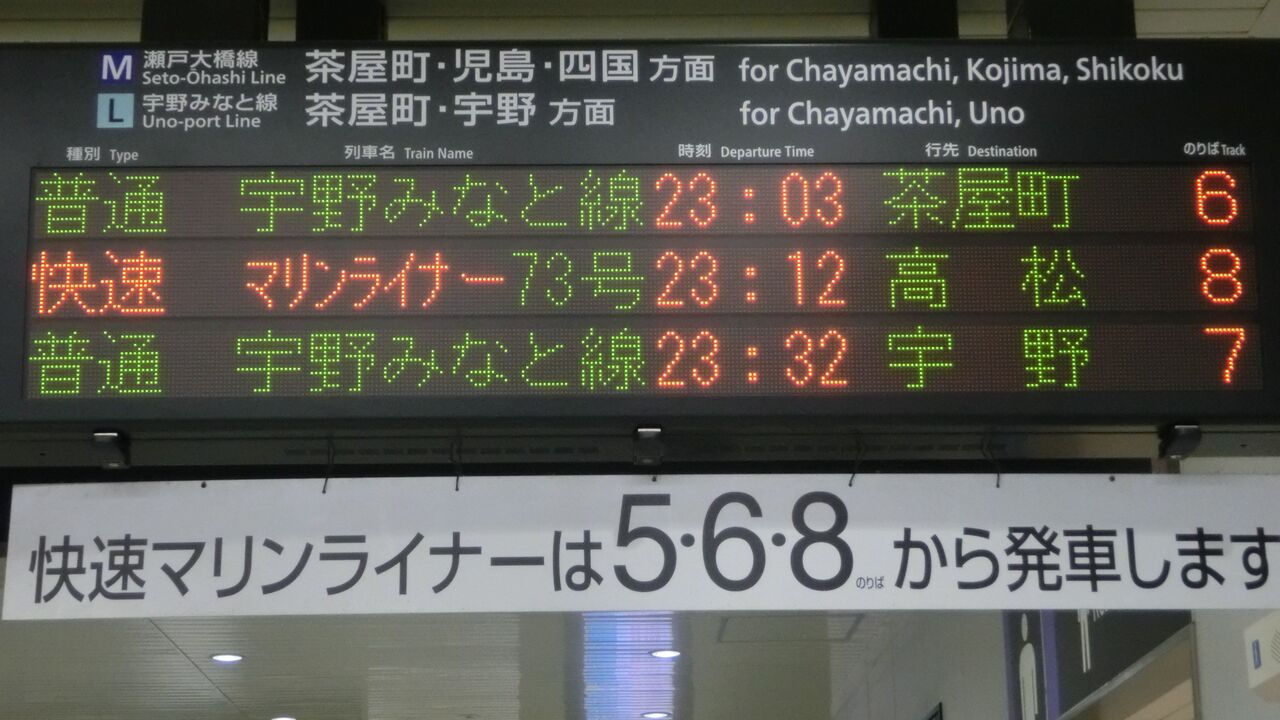 M 瀬戸大橋線 茶屋町・児島・四国 方面 for Chayamachi, Kojima, Shikoku
Seto-Ōhashi Line
L 宇野みなと線 茶屋町・宇野 方面 for Chayamachi, Uno
Uno-port Line
種別 Type 列車名 Train Name 時刻 Departure Time 行先 Destination のりば Track
普通 宇野みなと線 23:03 茶屋町 6
快速 マリンライナー73号 23:12 高松 8
普通 宇野みなと線 23:32 宇野 7
快速マリンライナーは5・6・8のりばから発車します